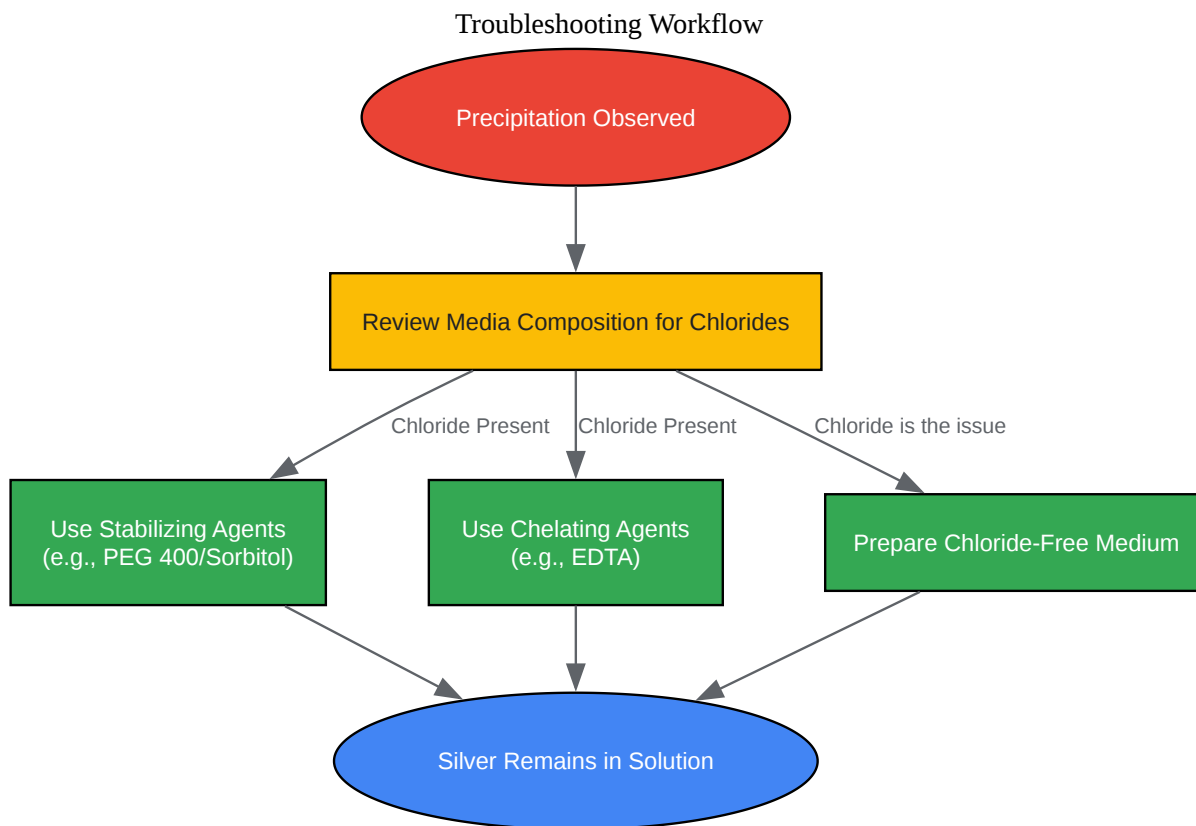 Troubleshooting Workflow
Precipitation Observed
Review Media Composition for Chlorides
Chloride Present
Chloride Present
Chloride is the issue
Use Stabilizing Agents
(e.g., PEG 400/Sorbitol)
Use Chelating Agents
(e.g., EDTA)
Prepare Chloride-Free Medium
Silver Remains in Solution